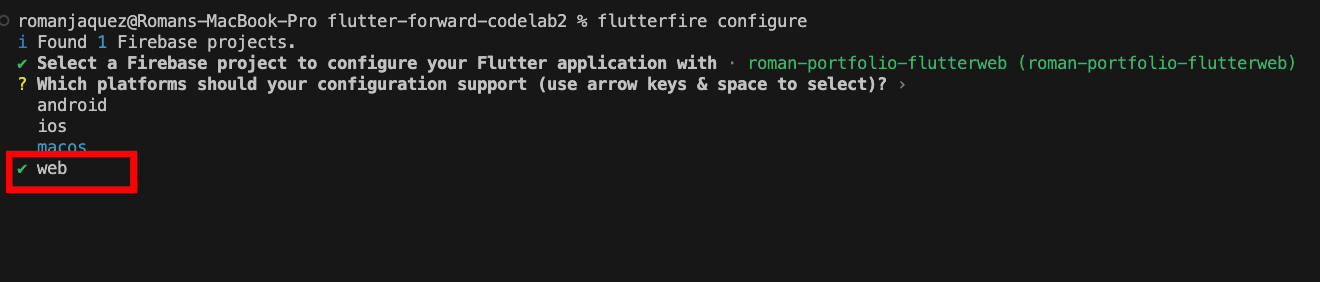 romanjaquez@Romans-MacBook-Pro flutter-forward-codelab2 % flutterfire configure
i Found 1 Firebase projects.
✔ Select a Firebase project to configure your Flutter application with · roman-portfolio-flutterweb (roman-portfolio-flutterweb)
? Which platforms should your configuration support (use arrow keys & space to select)? ›
android
ios
macos
✔ web